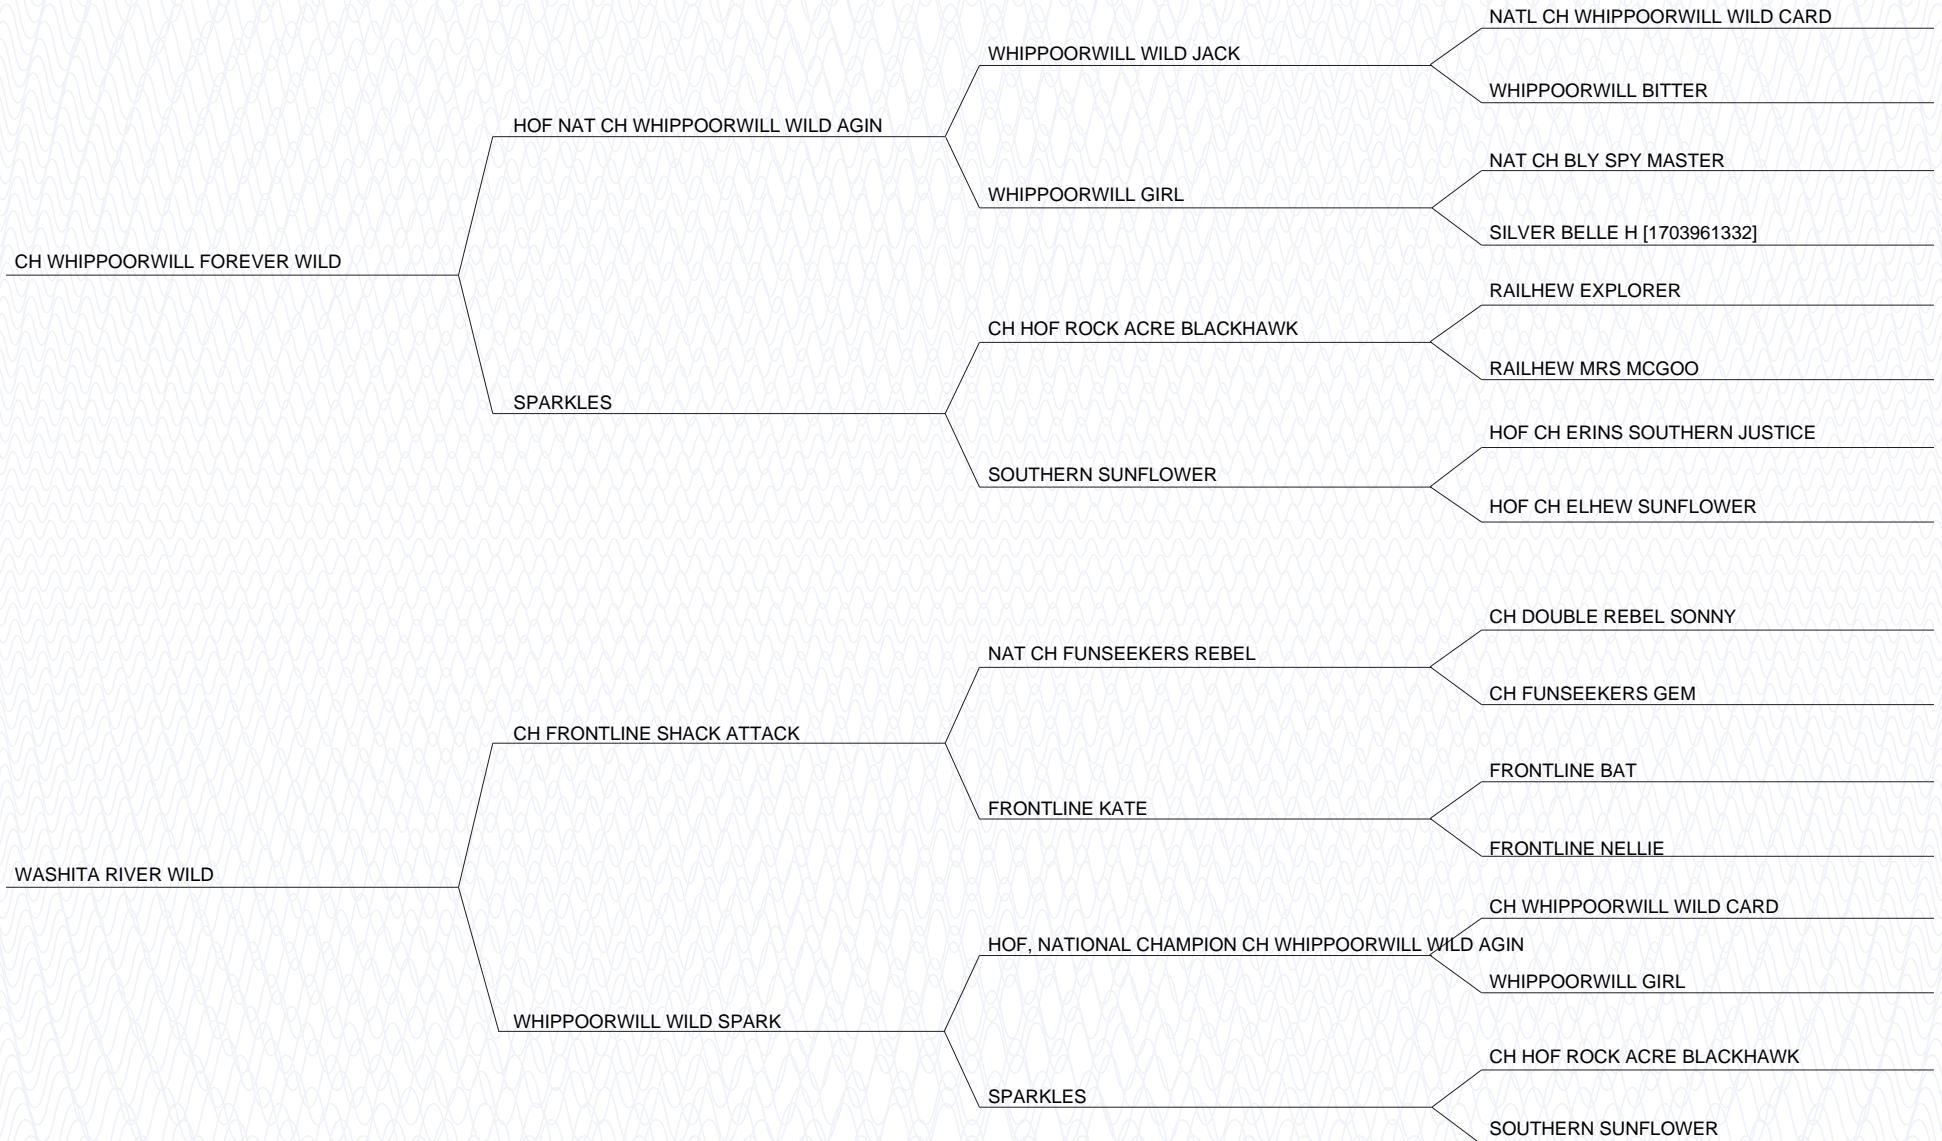 NATL CH WHIPPOORWILL WILD CARD
WHIPPOORWILL WILD JACK
WHIPPOORWILL BITTER
HOF NAT CH WHIPPOORWILL WILD AGIN
NAT CH BLY SPY MASTER
WHIPPOORWILL GIRL
SILVER BELLE H [1703961332]
CH WHIPPOORWILL FOREVER WILD
RAILHEW EXPLORER
CH HOF ROCK ACRE BLACKHAWK
RAILHEW MRS MCGOO
SPARKLES
HOF CH ERINS SOUTHERN JUSTICE
SOUTHERN SUNFLOWER
HOF CH ELHEW SUNFLOWER
CH DOUBLE REBEL SONNY
NAT CH FUNSEEKERS REBEL
CH FUNSEEKERS GEM
CH FRONTLINE SHACK ATTACK
FRONTLINE BAT
FRONTLINE KATE
FRONTLINE NELLIE
WASHITA RIVER WILD
CH WHIPPOORWILL WILD CARD
HOF, NATIONAL CHAMPION CH WHIPPOORWILL WILD AGIN
WHIPPOORWILL GIRL
WHIPPOORWILL WILD SPARK
CH HOF ROCK ACRE BLACKHAWK
SPARKLES
SOUTHERN SUNFLOWER